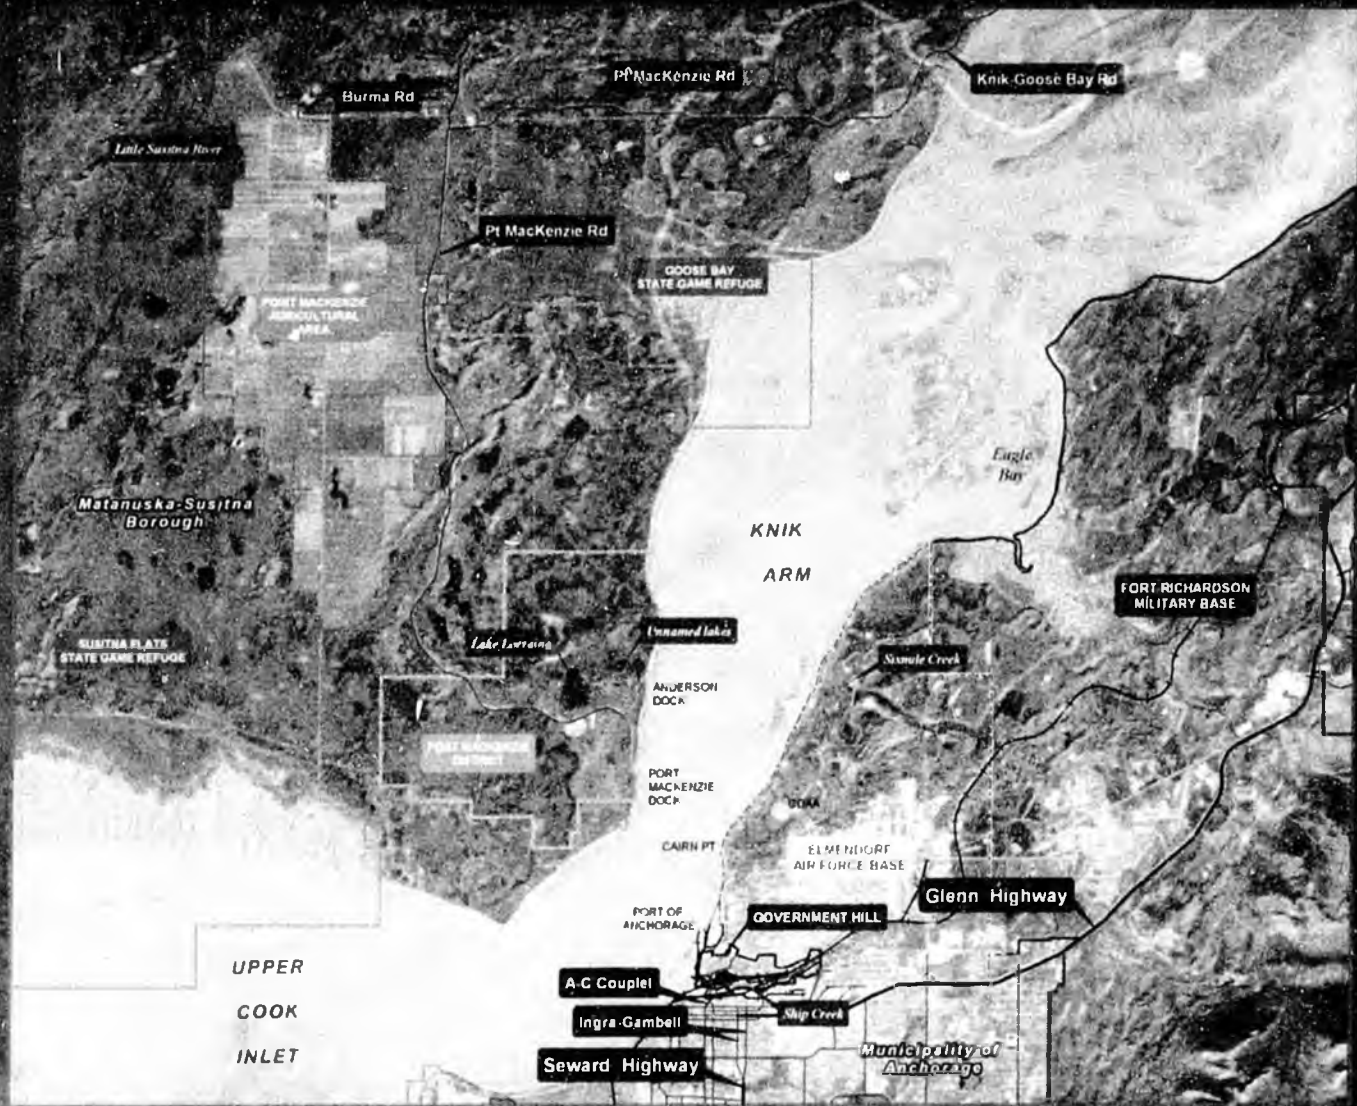 Pt MacKenzie Rd
Knik-Goose Bay Rd
Burma Rd
Little Susitna River
Pt MacKenzie Rd
GOOSE BAY
STATE GAME REFUGE
PORT MACKENZIE
AGRICULTURAL
AREA
Eagle
Bay
Matanuska-Susitna
Borough
KNIK
ARM
FORT RICHARDSON
MILITARY BASE
Unnamed lakes
Lake Lorraine
SUSITNA FLATS
STATE GAME REFUGE
Sixmile Creek
ANDERSON
DOCK
PORT MACKENZIE
DISTRICT
PORT
MACKENZIE
DOCK
CAIRN PT
ELMENDORF
AIR FORCE BASE
Glenn Highway
PORT OF
ANCHORAGE
GOVERNMENT HILL
UPPER
COOK
INLET
A-C Couplet
Ingra-Gambell
Ship Creek
Seward Highway
Municipality of
Anchorage